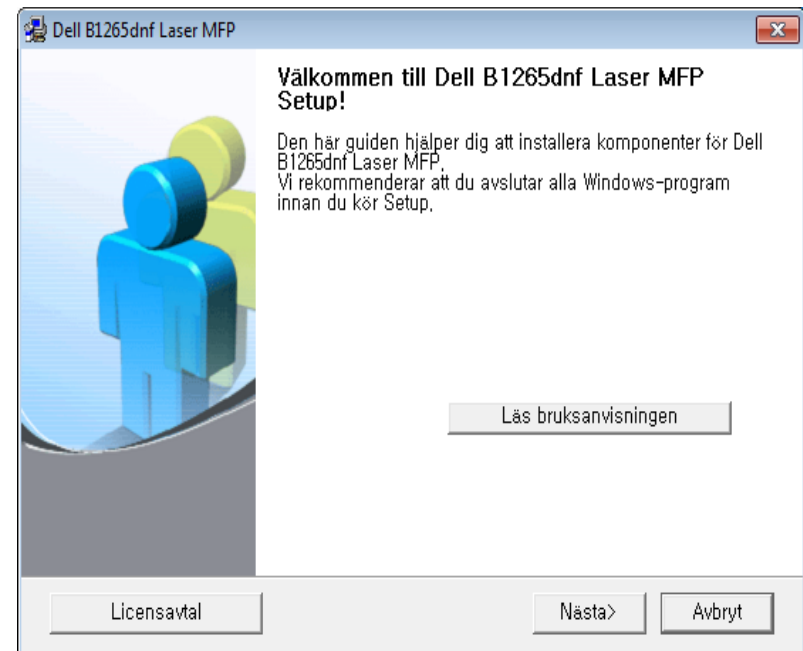 Dell B1265dnf Laser MFP
Välkommen till Dell B1265dnf Laser MFP
Setup!
Den här guiden hjälper dig att installera komponenter för Dell
B1265dnf Laser MFP.
Vi rekommenderar att du avslutar alla Windows-program
innan du kör Setup.
Läs bruksanvisningen
Licensavtal
Nästa>
Avbryt